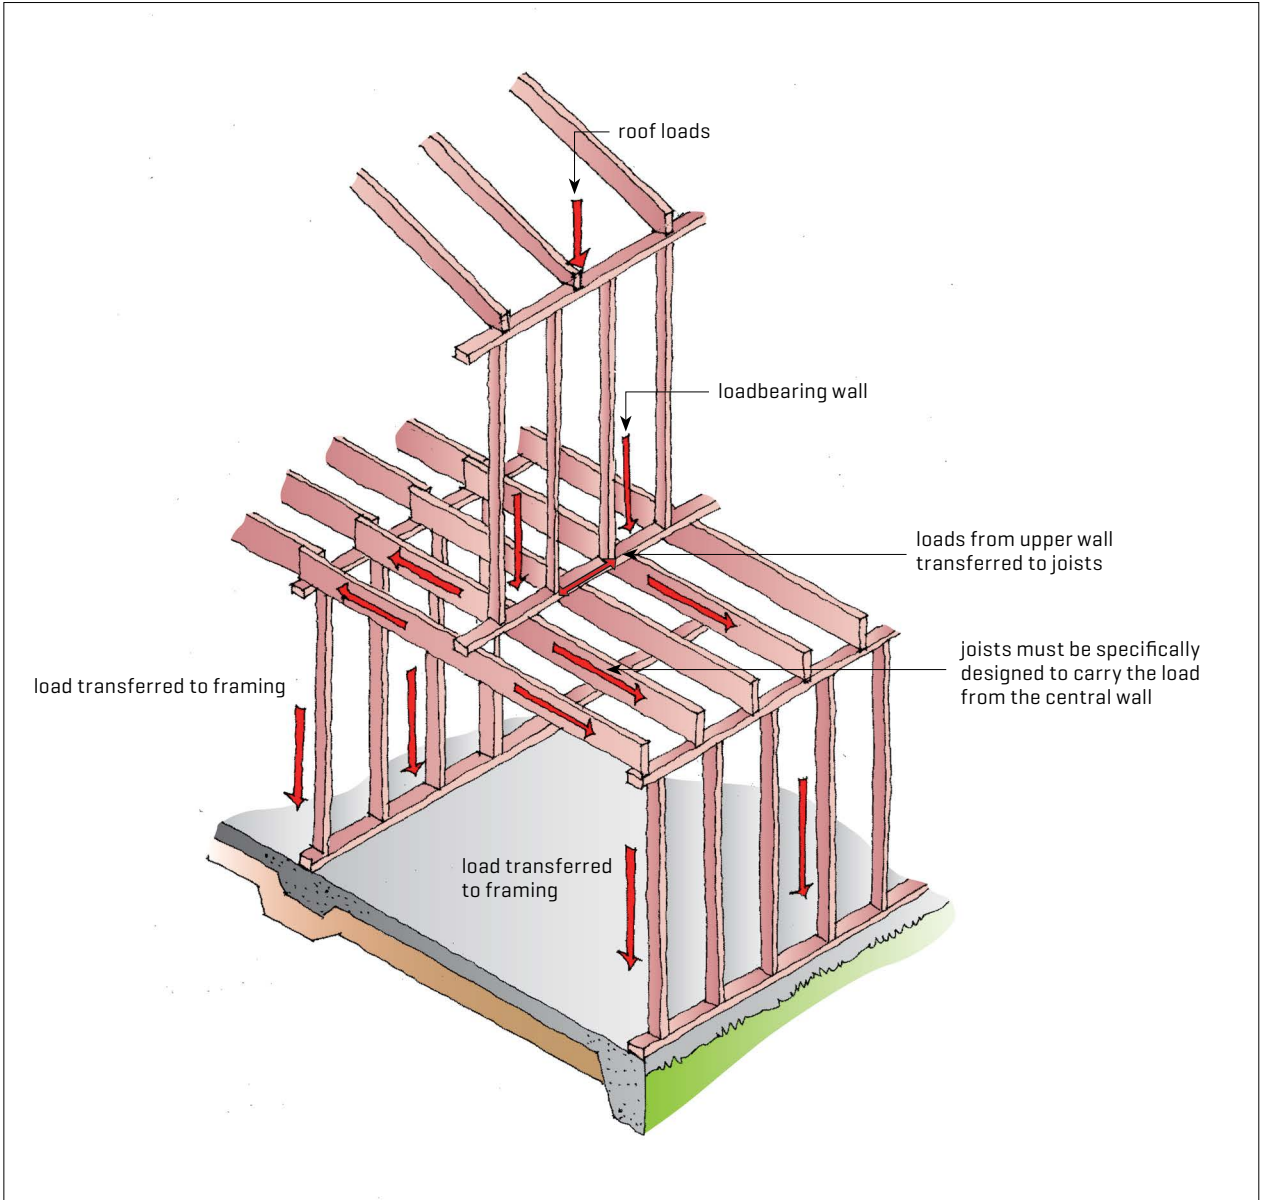 roof loads
loadbearing wall
loads from upper wall
transferred to joists
joists must be specifically
designed to carry the load
from the central wall
load transferred to framing
load transferred
to framing